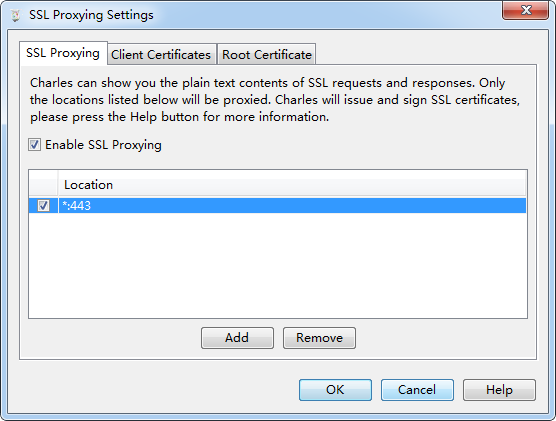 SSL Proxying Settings
SSL Proxying Client Certificates Root Certificate
Charles can show you the plain text contents of SSL requests and responses. Only
the locations listed below will be proxied. Charles will issue and sign SSL certificates,
please press the Help button for more information.
Enable SSL Proxying
Location
*:443
Add Remove
OK Cancel Help